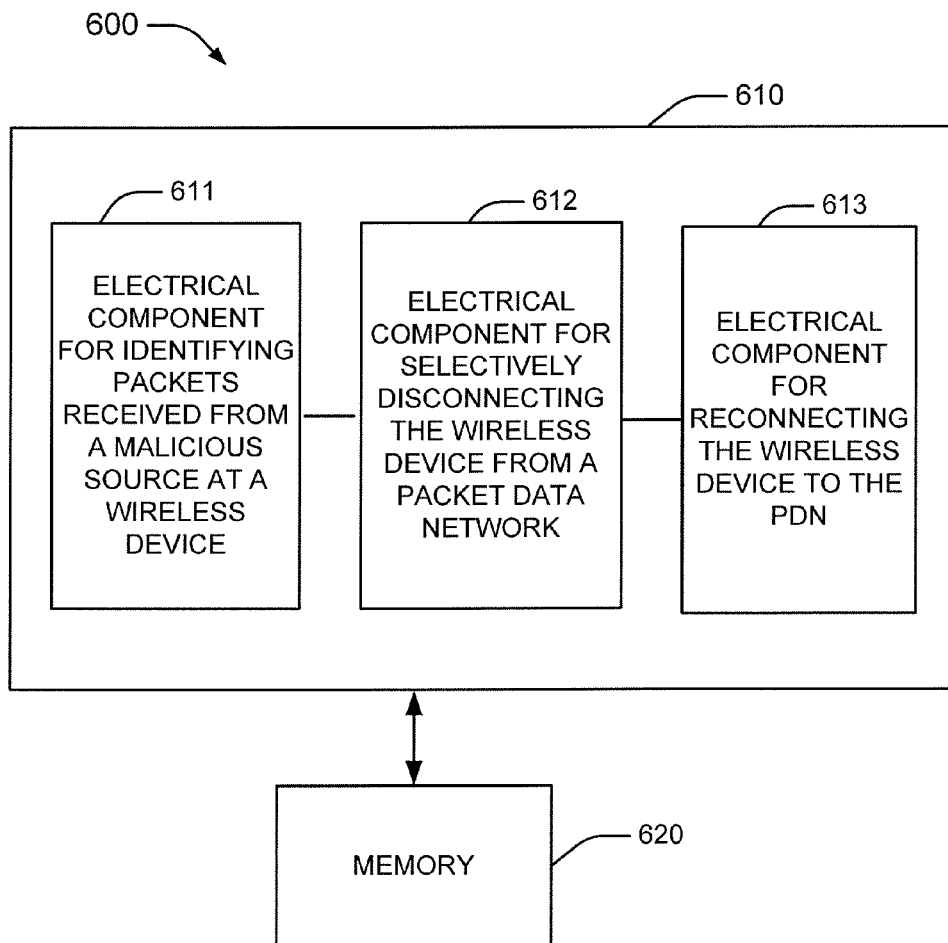 600
610
611
ELECTRICAL
COMPONENT
FOR IDENTIFYING
PACKETS
RECEIVED FROM
A MALICIOUS
SOURCE AT A
WIRELESS
DEVICE
612
ELECTRICAL
COMPONENT FOR
SELECTIVELY
DISCONNECTING
THE WIRELESS
DEVICE FROM A
PACKET DATA
NETWORK
613
ELECTRICAL
COMPONENT
FOR
RECONNECTING
THE WIRELESS
DEVICE TO THE
PDN
620
MEMORY